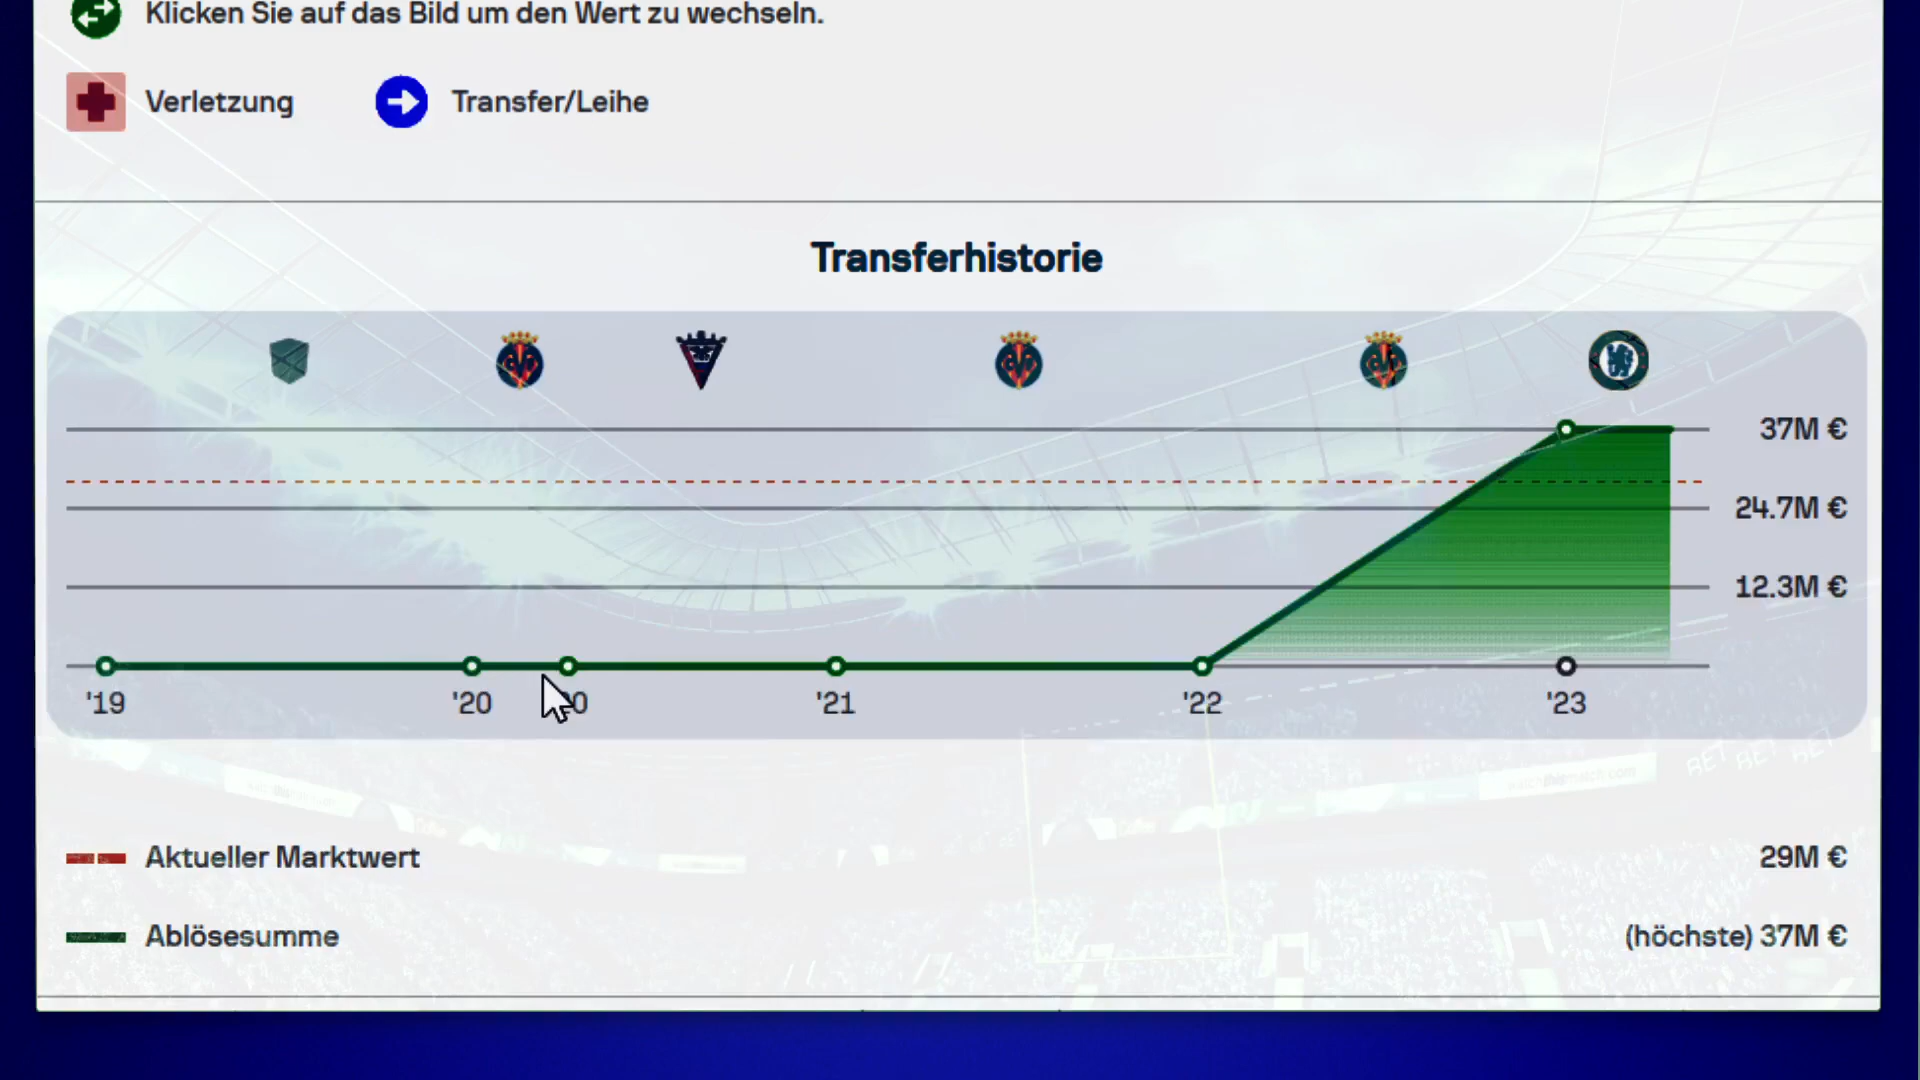 Klicken Sie auf das Bild um den Wert zu wechseln.
Verletzung
Transfer/Leihe
Transferhistorie
37M €
24.7M €
12.3M €
'19
'20
'21
'22
'23
Aktueller Marktwert
29M €
Ablösesumme
(höchste) 37M €